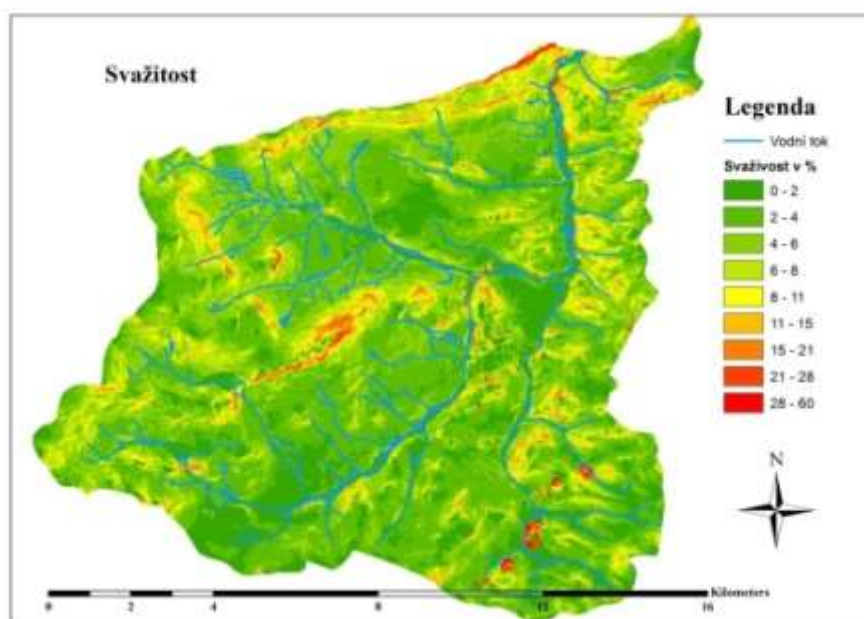 Svažitost
Legenda
Vodní tok
Svaživost v %
0 - 2
2 - 4
4 - 6
6 - 8
8 - 11
11 - 15
15 - 21
21 - 28
28 - 60
N
Kilometers
0 2 4 8 12 16